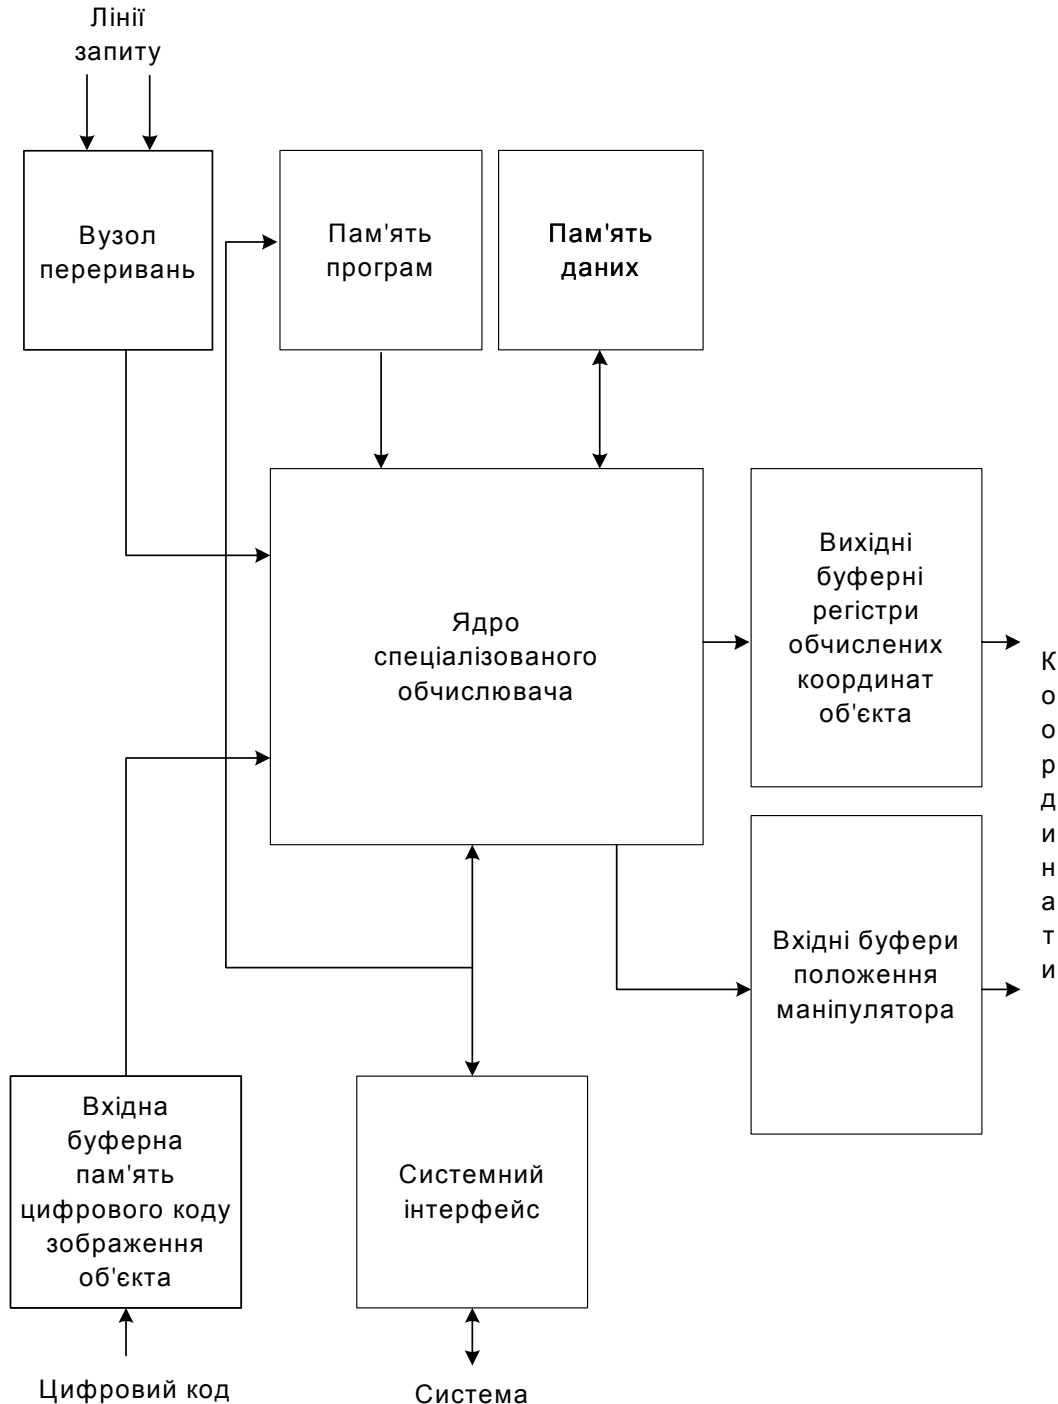 Лінії
запиту
Вузол
переривань
Пам'ять
програм
Пам'ять
даних
Ядро
спеціалізованого
обчислювача
Вихідні
буферні
регістри
обчислених
координат
об'єкта
Координати
Вхідні буфери
положення
маніпулятора
Вхідна
буферна
пам'ять
цифрового коду
зображення
об'єкта
Системний
інтерфейс
Цифровий код
Система